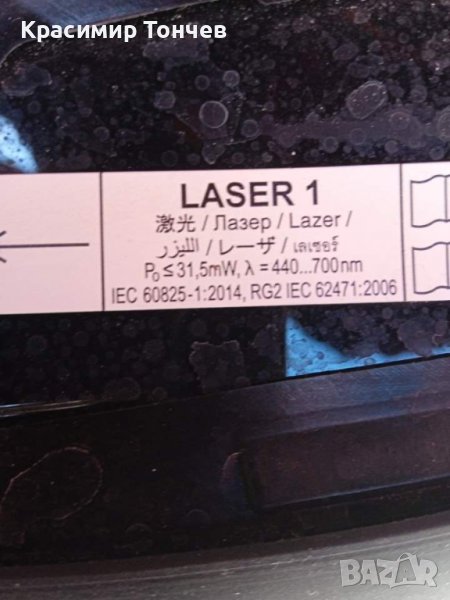 Красимир Тончев
LASER 1
激光 / Лазер / Lazer /
الليزر / レーザ / เลเซอร์
P₀ ≤ 31,5mW, λ = 440...700nm
IEC 60825-1:2014, RG2 IEC 62471:2006
BAZAR